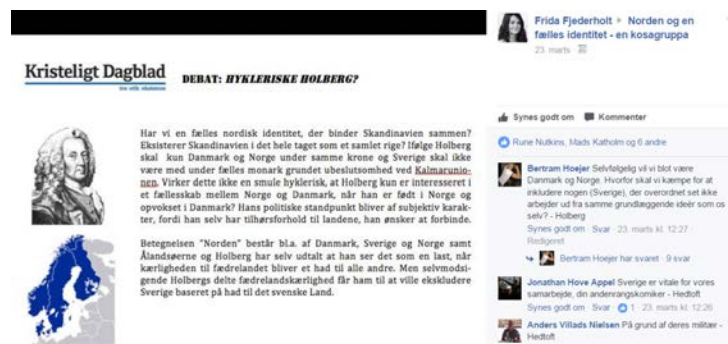 Kristeligt Dagblad
DEBAT: HYKLERISKE HOLBERG?
Har vi en fælles nordisk identitet, der binder Skandinavien sammen?
Eksisterer Skandinavien i det hele taget som et samlet rige? Ifølge Holberg
skal kun Danmark og Norge under samme krone og Sverige skal ikke
være med under fælles monark grundet ubeslutsomhed ved Kalmarunio-
nen. Virker dette ikke en smule hyklerisk, at Holberg kun er interesseret i
et fællesskab mellem Norge og Danmark, når han er født i Norge og
opvokset i Danmark? Hans politiske standpunkt bliver af subjektiv karak-
ter, fordi han selv har tilhørsforhold til landene, han ønsker at forbinde.
Betegnelsen "Norden" består bl.a. af Danmark, Sverige og Norge samt
Ålandsøerne og Holberg har selv udtalt at han ser det som en last, når
kærligheden til fædrelandet bliver et had til alle andre. Men selvmodsi-
gende Holbergs delte fædrelandskærlighed får ham til at ville ekskludere
Sverige baseret på had til det svenske Land.
Frida Fjederholt ▸ Norden og en
fælles identitet - en kosagruppa
23. marts
Synes godt om Kommenter
Rune Nutkins, Mads Katholm og 6 andre
Bertram Hoejer Selvfølgelig vil vi blot være
Danmark og Norge. Hvorfor skal vi kæmpe for at
inkludere nogen (Sverige), der overordnet set ikke
arbejder ud fra samme grundlæggende ideér som os
selv? - Holberg
Synes godt om · Svar · 23. marts kl. 12:27 ·
Redigeret
Bertram Hoejer har svaret · 9 svar
Jonathan Hove Appel Sverige er vitale for vores
samarbejde, din andenrangskomiker - Hedtoft
Synes godt om · Svar · 1 · 23. marts kl. 12:26
Anders Villads Nielsen På grund af deres militær -
Hedtoft